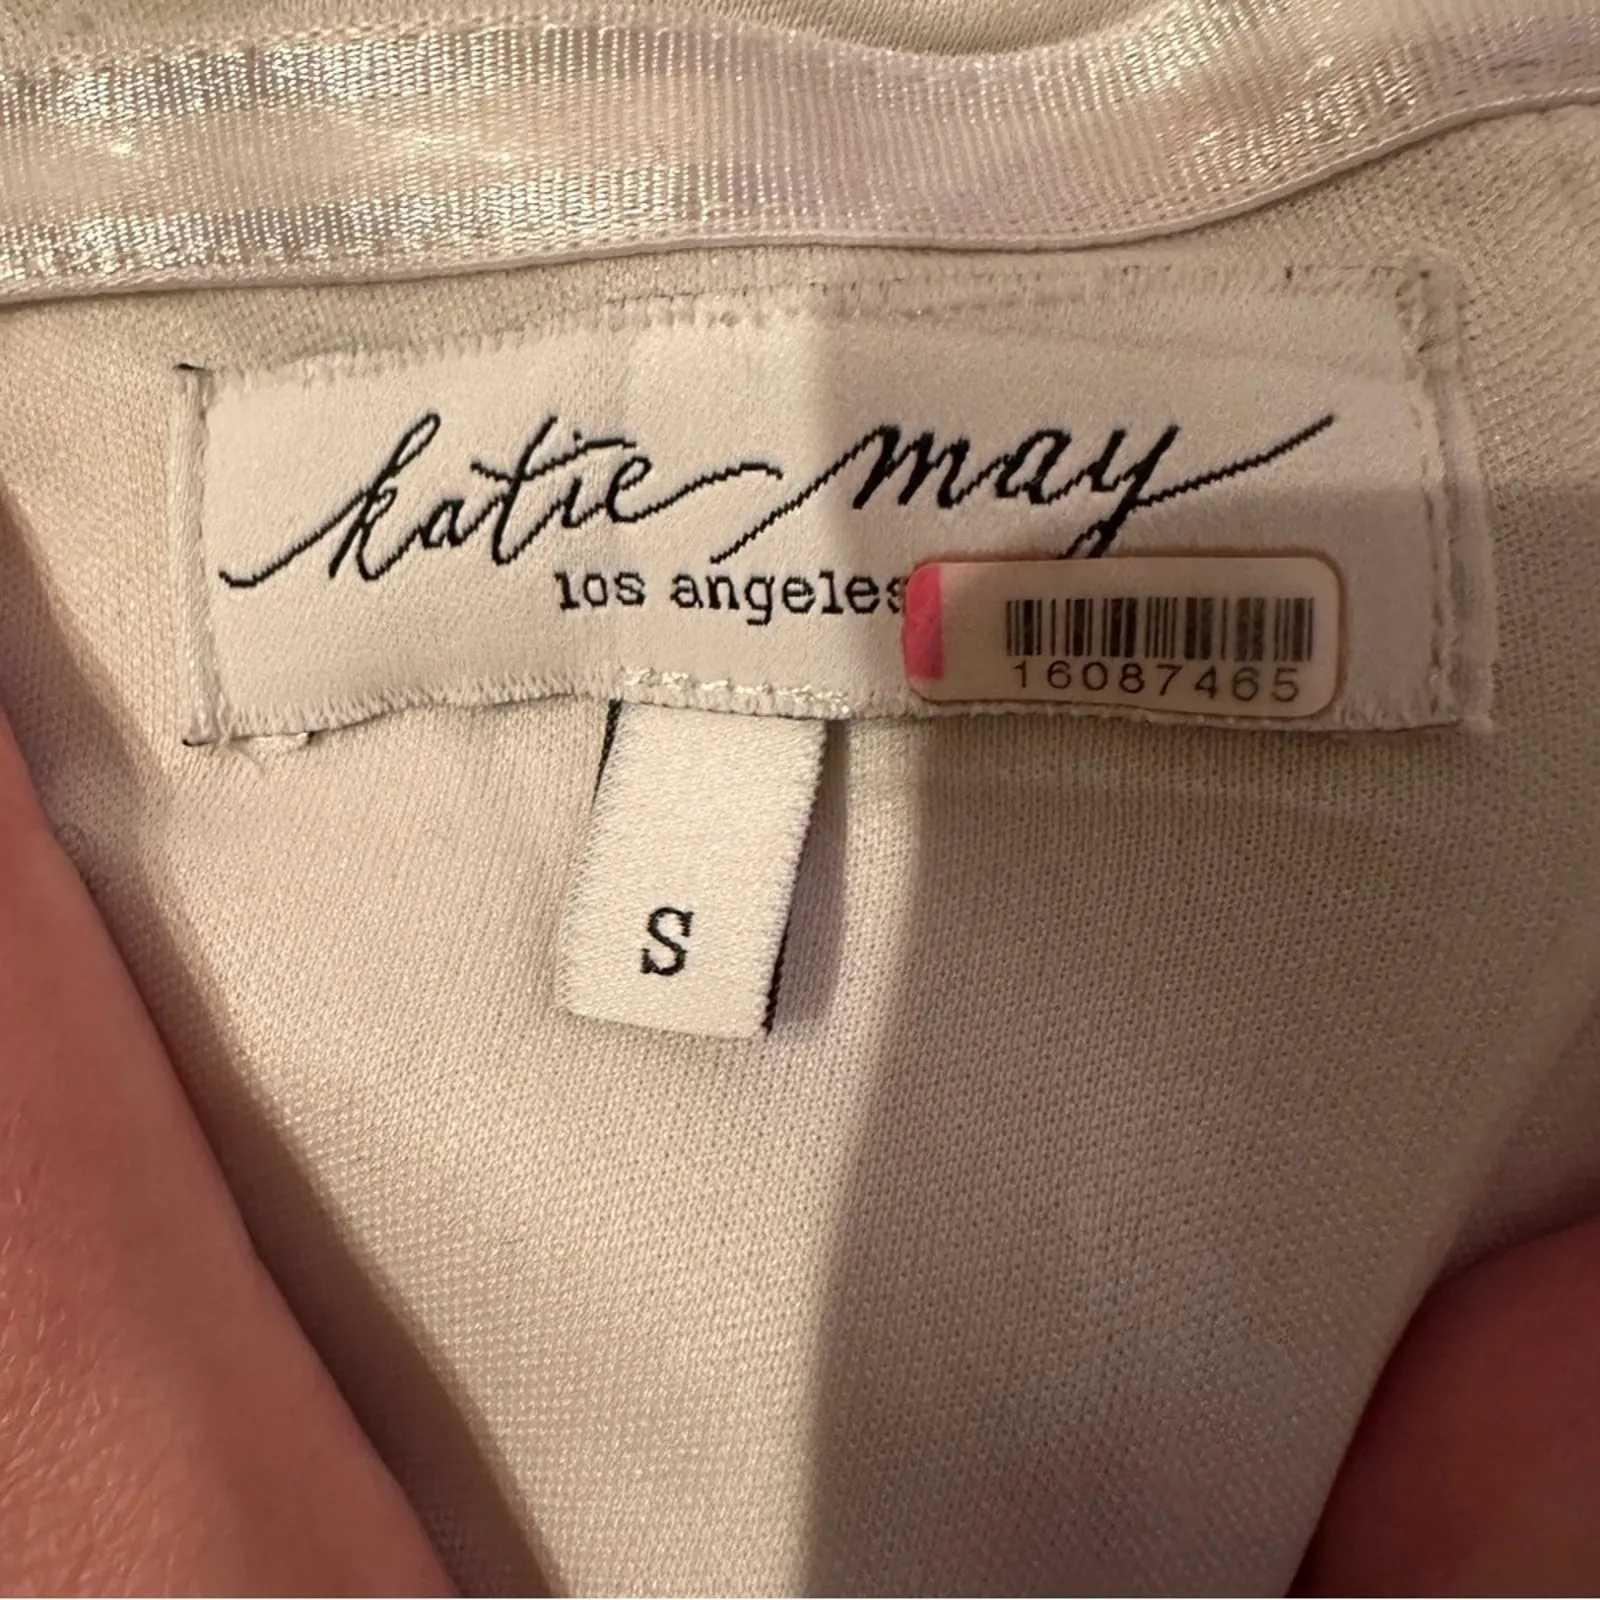 katie may
los angeles
16087465
S